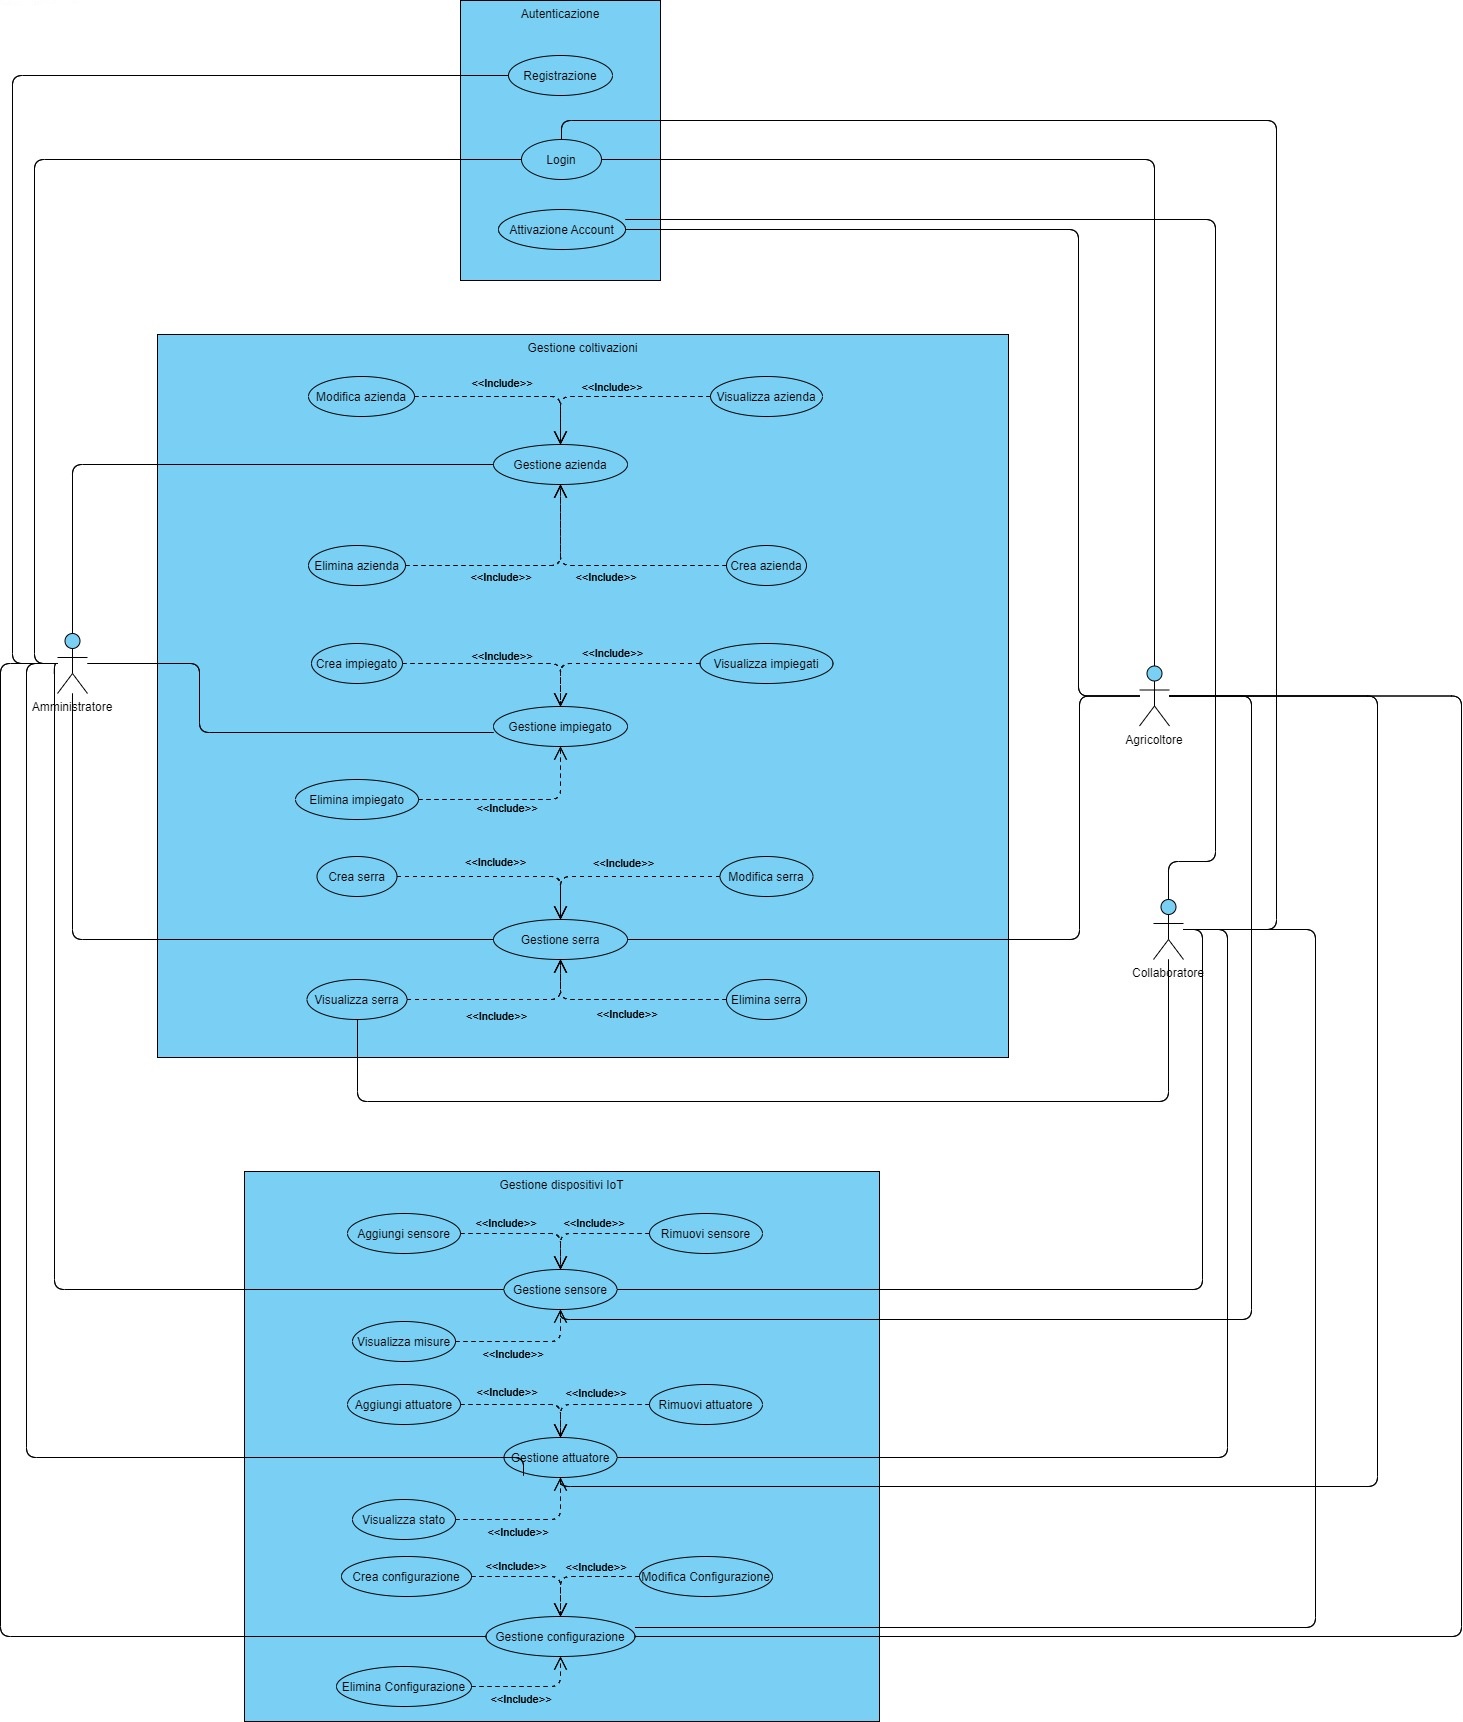 Autenticazione
Registrazione
Login
Attivazione Account
Gestione coltivazioni
Modifica azienda
<<Include>>
<<Include>>
Visualizza azienda
Gestione azienda
Elimina azienda
<<Include>>
<<Include>>
Crea azienda
Crea impiegato
<<Include>>
<<Include>>
Visualizza impiegati
Amministratore
Gestione impiegato
Agricoltore
Elimina impiegato
<<Include>>
Crea serra
<<Include>>
<<Include>>
Modifica serra
Gestione serra
Collaboratore
Visualizza serra
<<Include>>
<<Include>>
Elimina serra
Gestione dispositivi IoT
Aggiungi sensore
<<Include>>
<<Include>>
Rimuovi sensore
Gestione sensore
Visualizza misure
<<Include>>
Aggiungi attuatore
<<Include>>
<<Include>>
Rimuovi attuatore
Gestione attuatore
Visualizza stato
<<Include>>
Crea configurazione
<<Include>>
<<Include>>
Modifica Configurazione
Gestione configurazione
Elimina Configurazione
<<Include>>